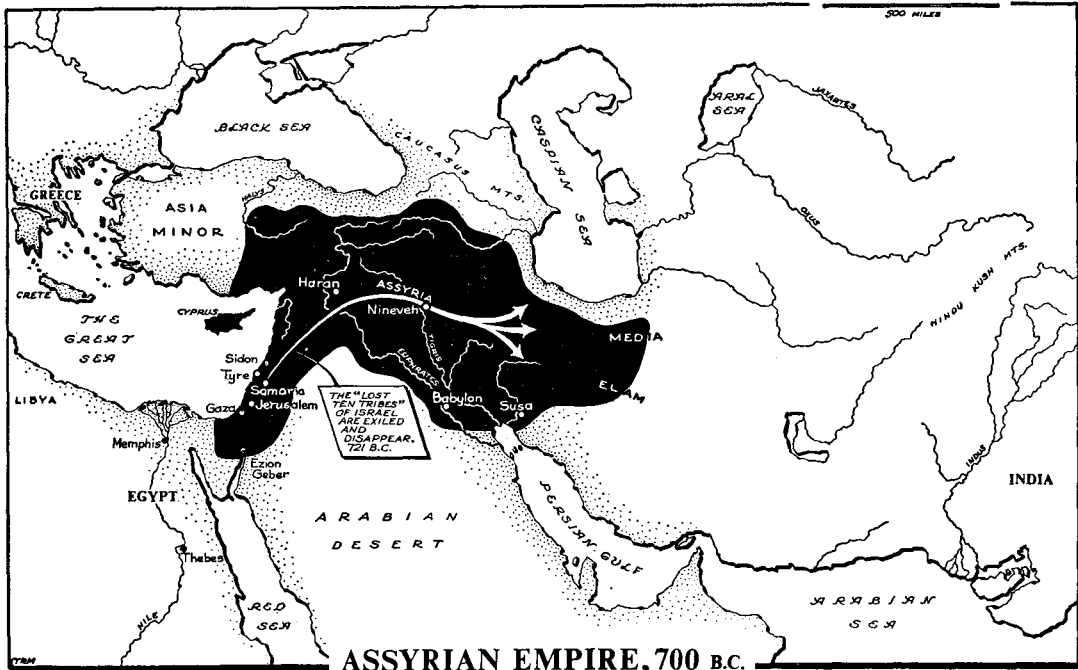 500 MILES
BLACK SEA
CAUCASUS MTS.
CASPIAN SEA
ARAL SEA
JAXARTES
GREECE
ASIA
MINOR
HALYS
OXUS
HINDU KUSH MTS.
CRETE
THE
GREAT
SEA
CYPRUS
Haran
ASSYRIA
Nineveh
MEDIA
TIGRIS
EUPHRATES
ELAM
Sidon
Tyre
Samaria
Jerusalem
Gaza
Babylon
Susa
THE "LOST
TEN TRIBES"
OF ISRAEL
ARE EXILED
AND
DISAPPEAR.
721 B.C.
LIBYA
Memphis
Ezion
Geber
EGYPT
INDUS
INDIA
PERSIAN GULF
ARABIAN
DESERT
Thebes
NILE
RED
SEA
ARABIAN
SEA
TRM
ASSYRIAN EMPIRE, 700 B.C.